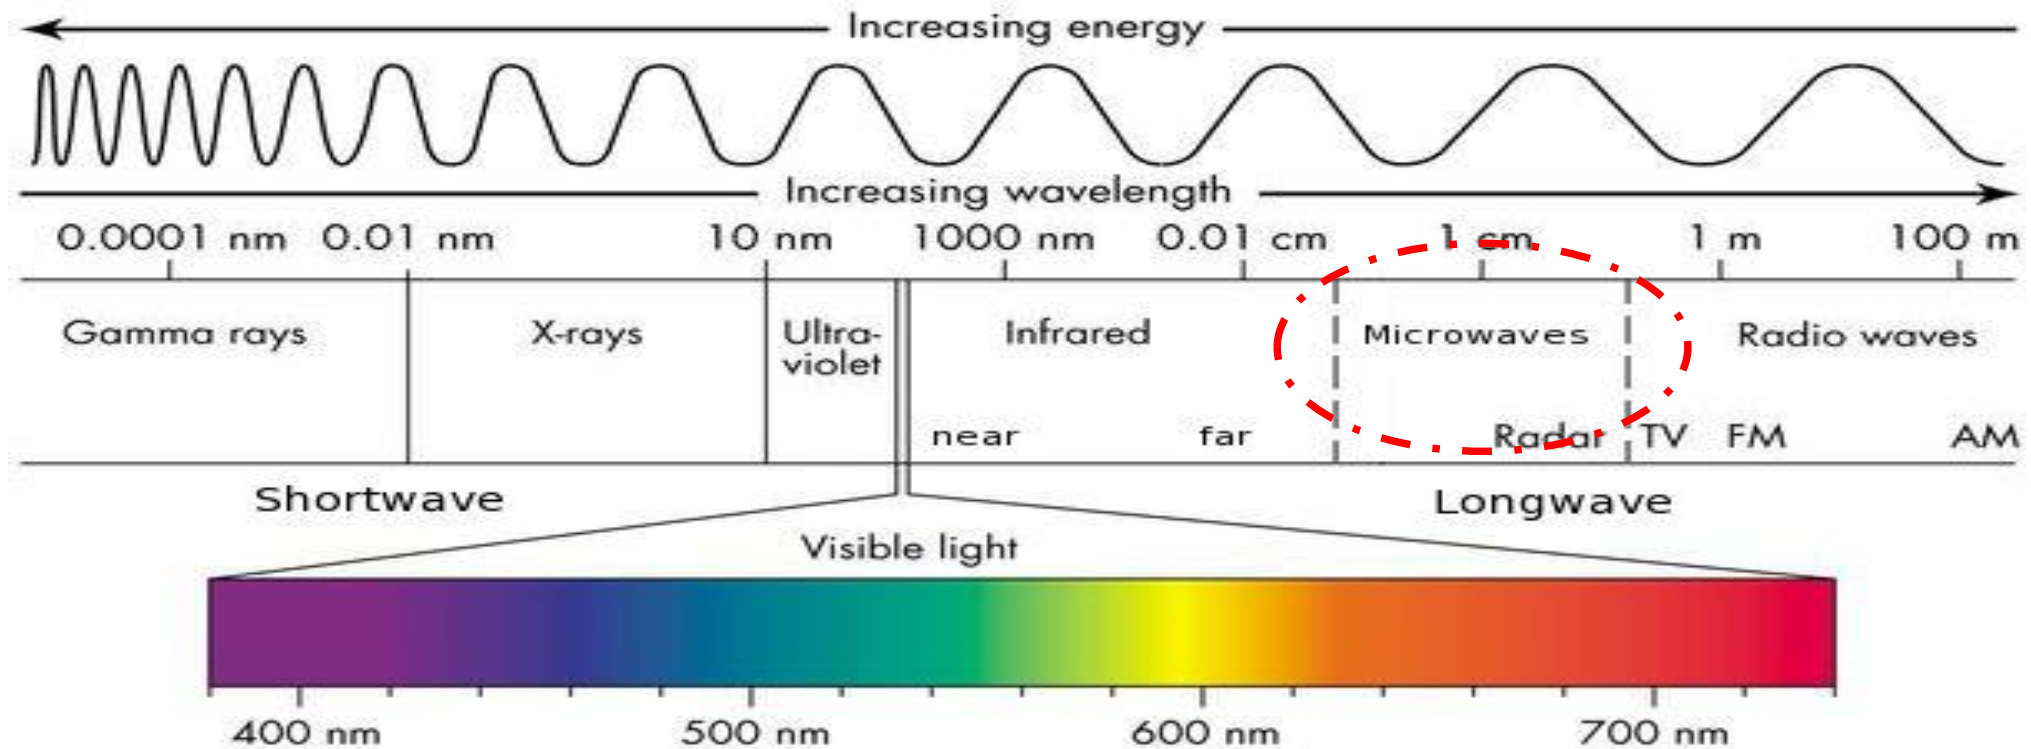 Increasing energy
Increasing wavelength
0.0001 nm 0.01 nm 10 nm 1000 nm 0.01 cm 1 cm 1 m 100 m
Gamma rays X-rays Ultra- Infrared Microwaves Radio waves
violet
near far Radar TV FM AM
Shortwave Longwave
Visible light
400 nm 500 nm 600 nm 700 nm